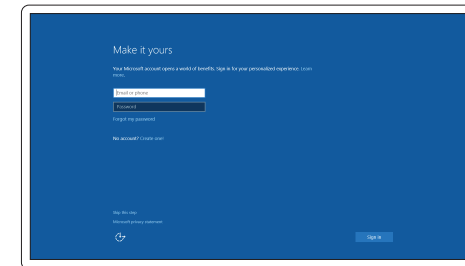 Make it yours
Your Microsoft account opens a world of benefits. Sign in for your personalized experience. Learn
more.
Email or phone
Password
Forgot my password
No account? Create one!
Skip this step
Microsoft privacy statement
Sign in